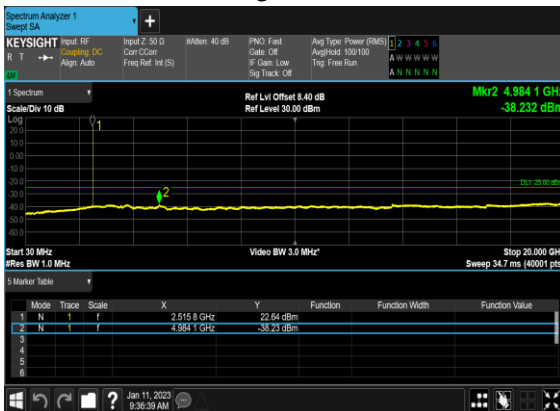 Spectrum Analyzer 1
Swept SA
+
KEYSIGHT Input: RF Input Z: 50 Ω #Atten: 40 dB PNO: Fast Avg Type: Power (RMS) 1 2 3 4 5 6
R T Coupling: DC Corr CCorr Gate: Off Avg|Hold: 100/100 A W W W W W
Align: Auto Freq Ref: Int (S) IF Gain: Low Trig: Free Run
Sig Track: Off A N N N N N
1 Spectrum
Ref Lvl Offset 8.40 dB Mkr2 4.984 1 GHz
Scale/Div 10 dB Ref Level 30.00 dBm -38.232 dBm
Log
20.0
1
10.0
0.00
-10.0
-20.0
DL1 -25.00 dBm
-30.0
2
-40.0
-50.0
-60.0
Start 30 MHz Video BW 3.0 MHz* Stop 20.000 GHz
#Res BW 1.0 MHz Sweep 34.7 ms (40001 pts)
5 Marker Table
Mode Trace Scale X Y Function Function Width Function Value
1 N 1 f 2.515 8 GHz 22.64 dBm
2 N 1 f 4.984 1 GHz -38.23 dBm
3
4
5
6
? Jan 11, 2023
9:36:39 AM